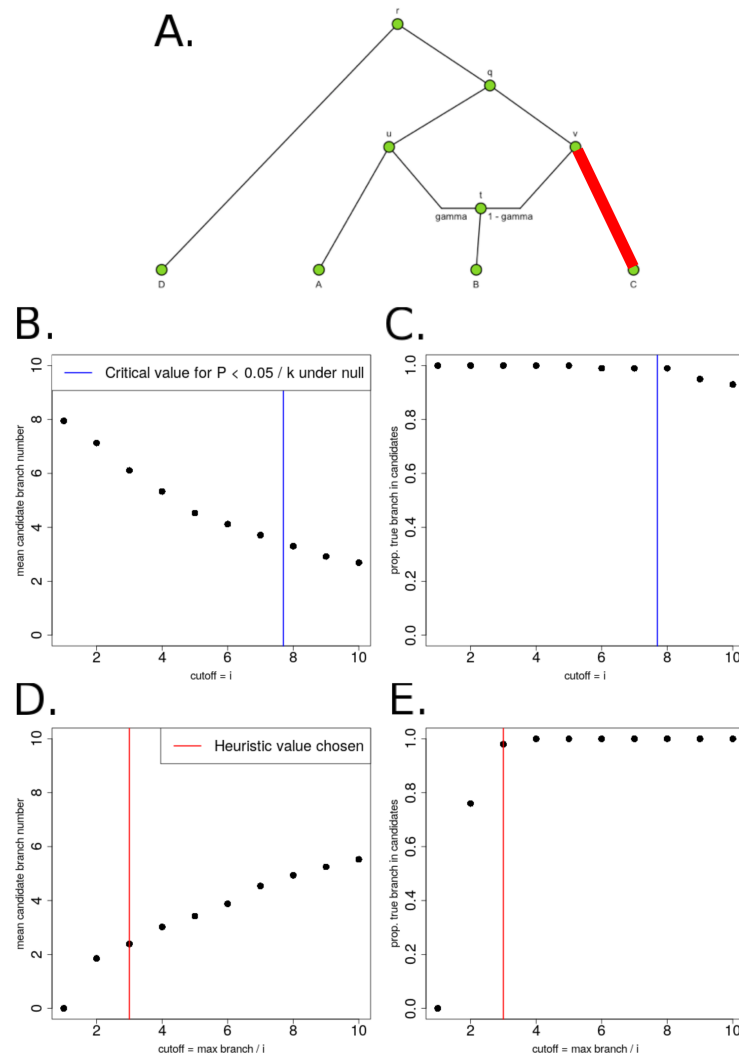 A.
r
q
u
v
t
gamma
1 - gamma
D
A
B
C
B.
10
8
6
4
2
0
mean candidate branch number
Critical value for P < 0.05 / k under null
2
4
6
8
10
cutoff = i
C.
1.0
0.8
0.6
0.4
0.2
0.0
prop. true branch in candidates
2
4
6
8
10
cutoff = i
D.
10
8
6
4
2
0
mean candidate branch number
Heuristic value chosen
2
4
6
8
10
cutoff = max branch / i
E.
1.0
0.8
0.6
0.4
0.2
0.0
prop. true branch in candidates
2
4
6
8
10
cutoff = max branch / i